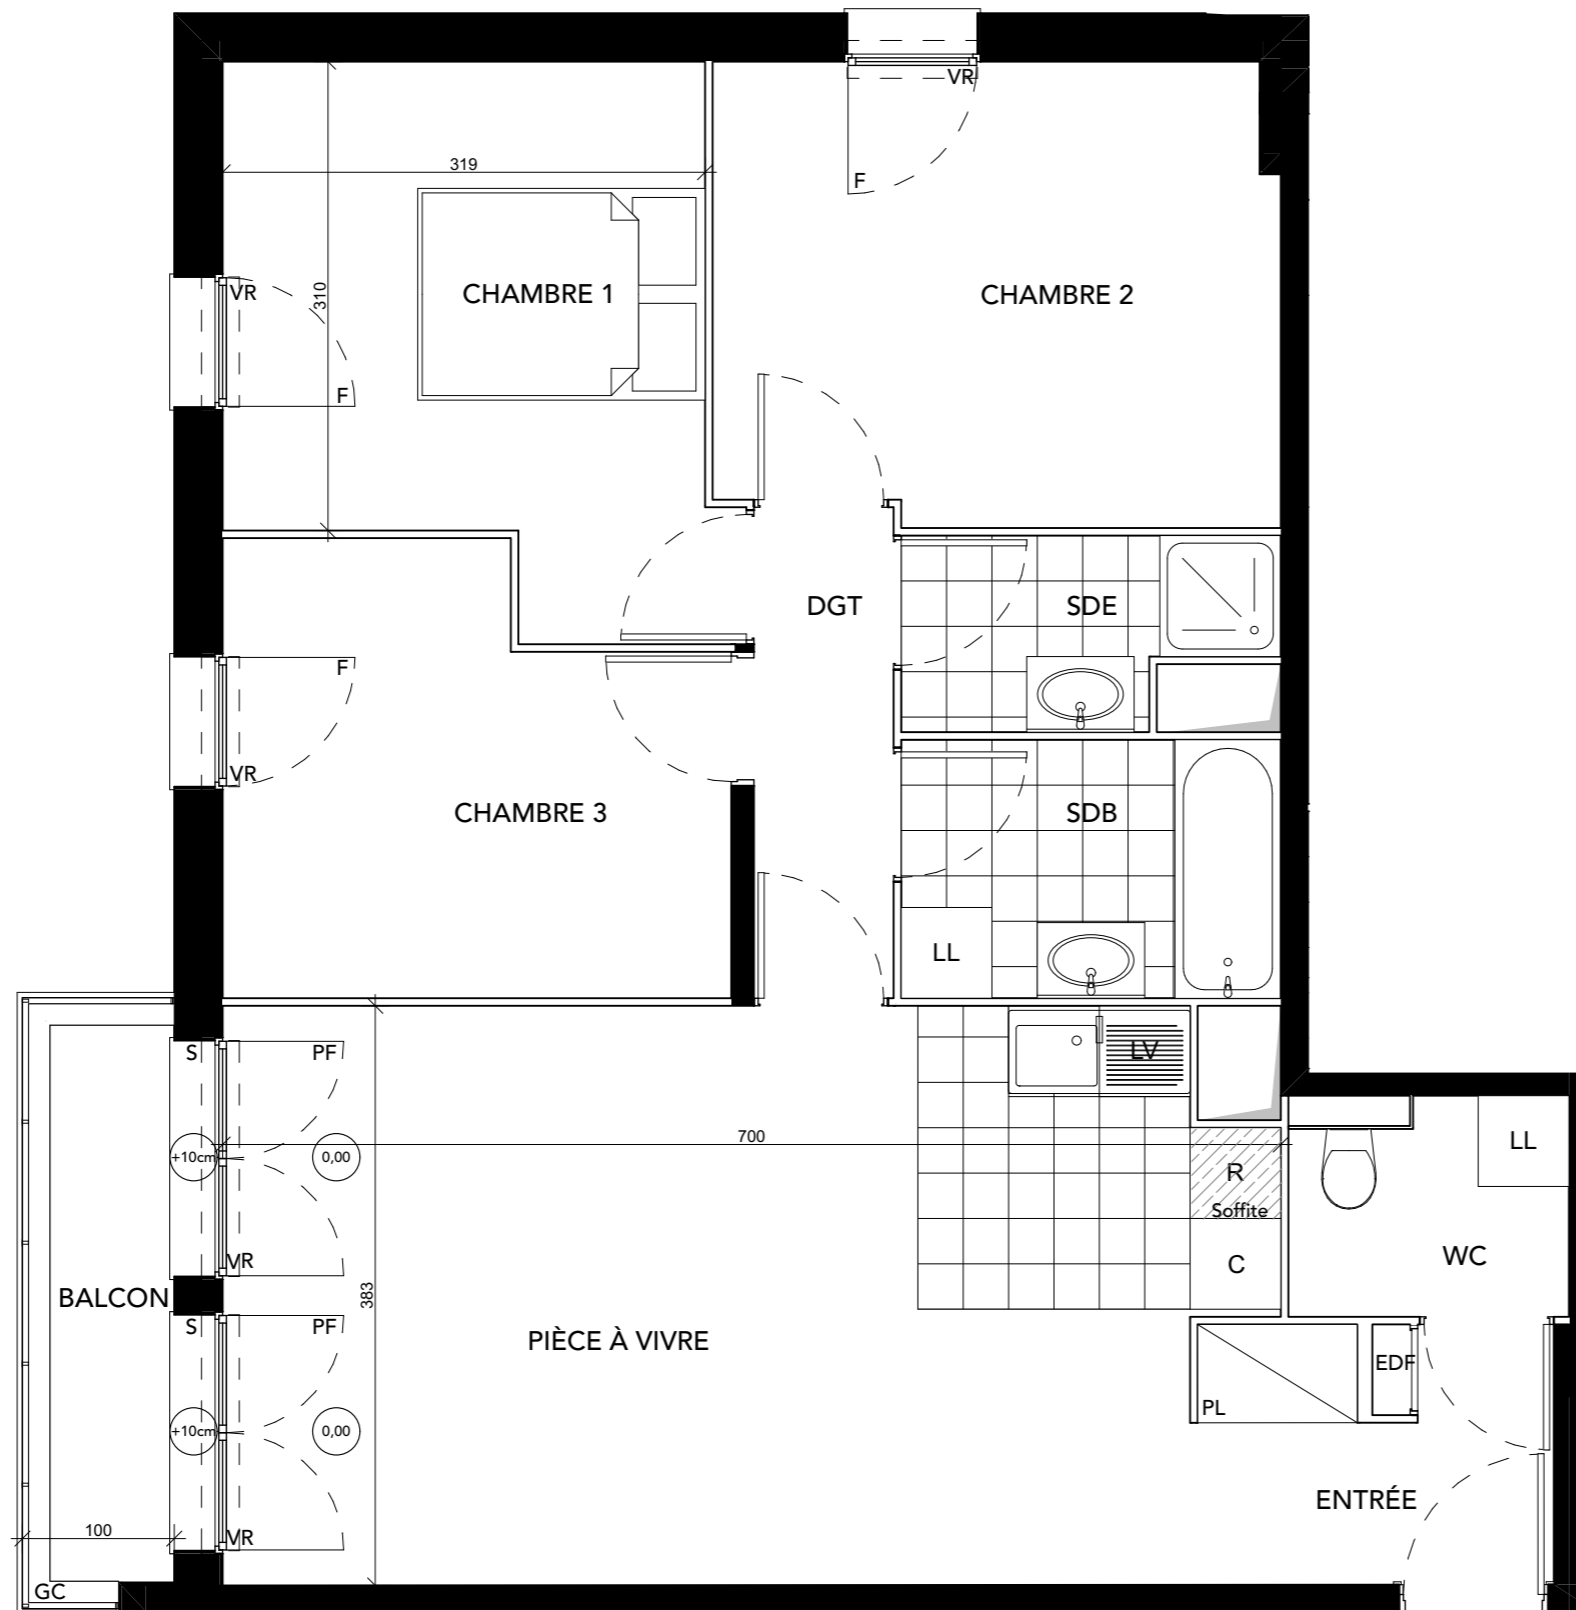 VR
F
319
310
CHAMBRE 1
CHAMBRE 2
VR
F
DGT
SDE
F
VR
CHAMBRE 3
SDB
LL
LV
S
PF
700
+10cm
0,00
R
Soffite
LL
VR
C
WC
BALCON
383
S
PF
PIÈCE À VIVRE
EDF
PL
+10cm
0,00
ENTRÉE
100
VR
GC